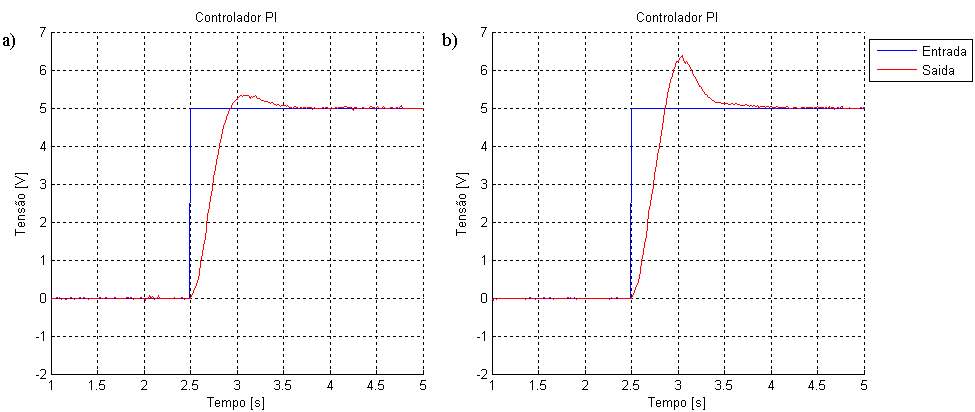 Controlador PI
a)
7
6
5
4
3
2
1
0
-1
-2
Tensão [V]
1 1.5 2 2.5 3 3.5 4 4.5 5
Tempo [s]
Controlador PI
b)
7
6
5
4
3
2
1
0
-1
-2
Tensão [V]
1 1.5 2 2.5 3 3.5 4 4.5 5
Tempo [s]
Entrada
Saida